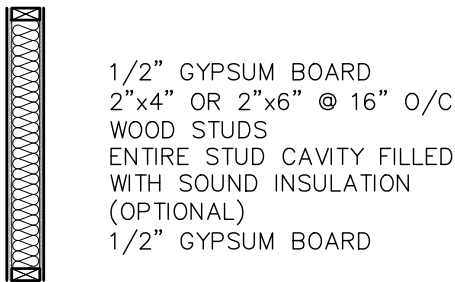 1/2” GYPSUM BOARD
2”x4” OR 2”x6” @ 16” O/C
WOOD STUDS
ENTIRE STUD CAVITY FILLED
WITH SOUND INSULATION
(OPTIONAL)
1/2” GYPSUM BOARD